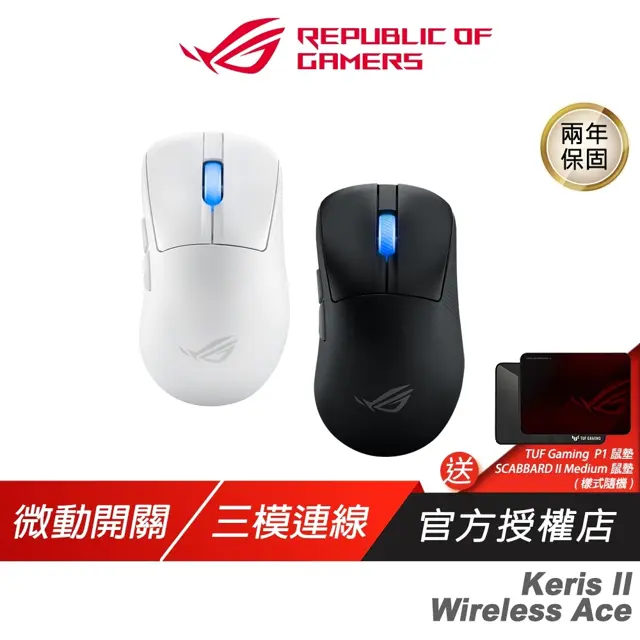 REPUBLIC OF
GAMERS
兩年
保固
TUF GAMING
送
TUF Gaming P1 鼠墊
SCABBARD II Medium 鼠墊
(樣式隨機)
微動開關
三模連線
官方授權店
Keris II
Wireless Ace